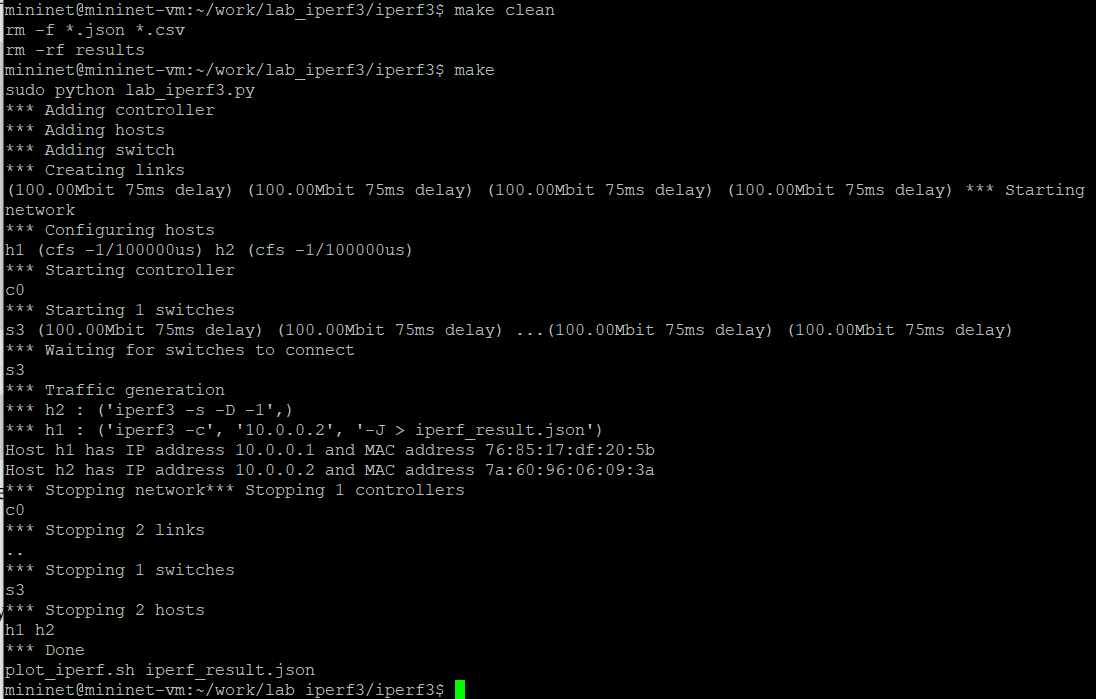 mininet@mininet-vm:~/work/lab_iperf3/iperf3$ make clean
rm -f *.json *.csv
rm -rf results
mininet@mininet-vm:~/work/lab_iperf3/iperf3$ make
sudo python lab_iperf3.py
*** Adding controller
*** Adding hosts
*** Adding switch
*** Creating links
(100.00Mbit 75ms delay) (100.00Mbit 75ms delay) (100.00Mbit 75ms delay) (100.00Mbit 75ms delay) *** Starting
network
*** Configuring hosts
h1 (cfs -1/100000us) h2 (cfs -1/100000us)
*** Starting controller
c0
*** Starting 1 switches
s3 (100.00Mbit 75ms delay) (100.00Mbit 75ms delay) ...(100.00Mbit 75ms delay) (100.00Mbit 75ms delay)
*** Waiting for switches to connect
s3
*** Traffic generation
*** h2 : ('iperf3 -s -D -1',)
*** h1 : ('iperf3 -c', '10.0.0.2', '-J > iperf_result.json')
Host h1 has IP address 10.0.0.1 and MAC address 76:85:17:df:20:5b
Host h2 has IP address 10.0.0.2 and MAC address 7a:60:96:06:09:3a
*** Stopping network*** Stopping 1 controllers
c0
*** Stopping 2 links
..
*** Stopping 1 switches
s3
*** Stopping 2 hosts
h1 h2
*** Done
plot_iperf.sh iperf_result.json
mininet@mininet-vm:~/work/lab_iperf3/iperf3$